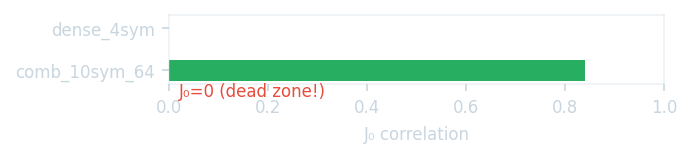 dense_4sym
comb_10sym_64
J₀=0 (dead zone!)
0.0 0.2 0.4 0.6 0.8 1.0
J₀ correlation